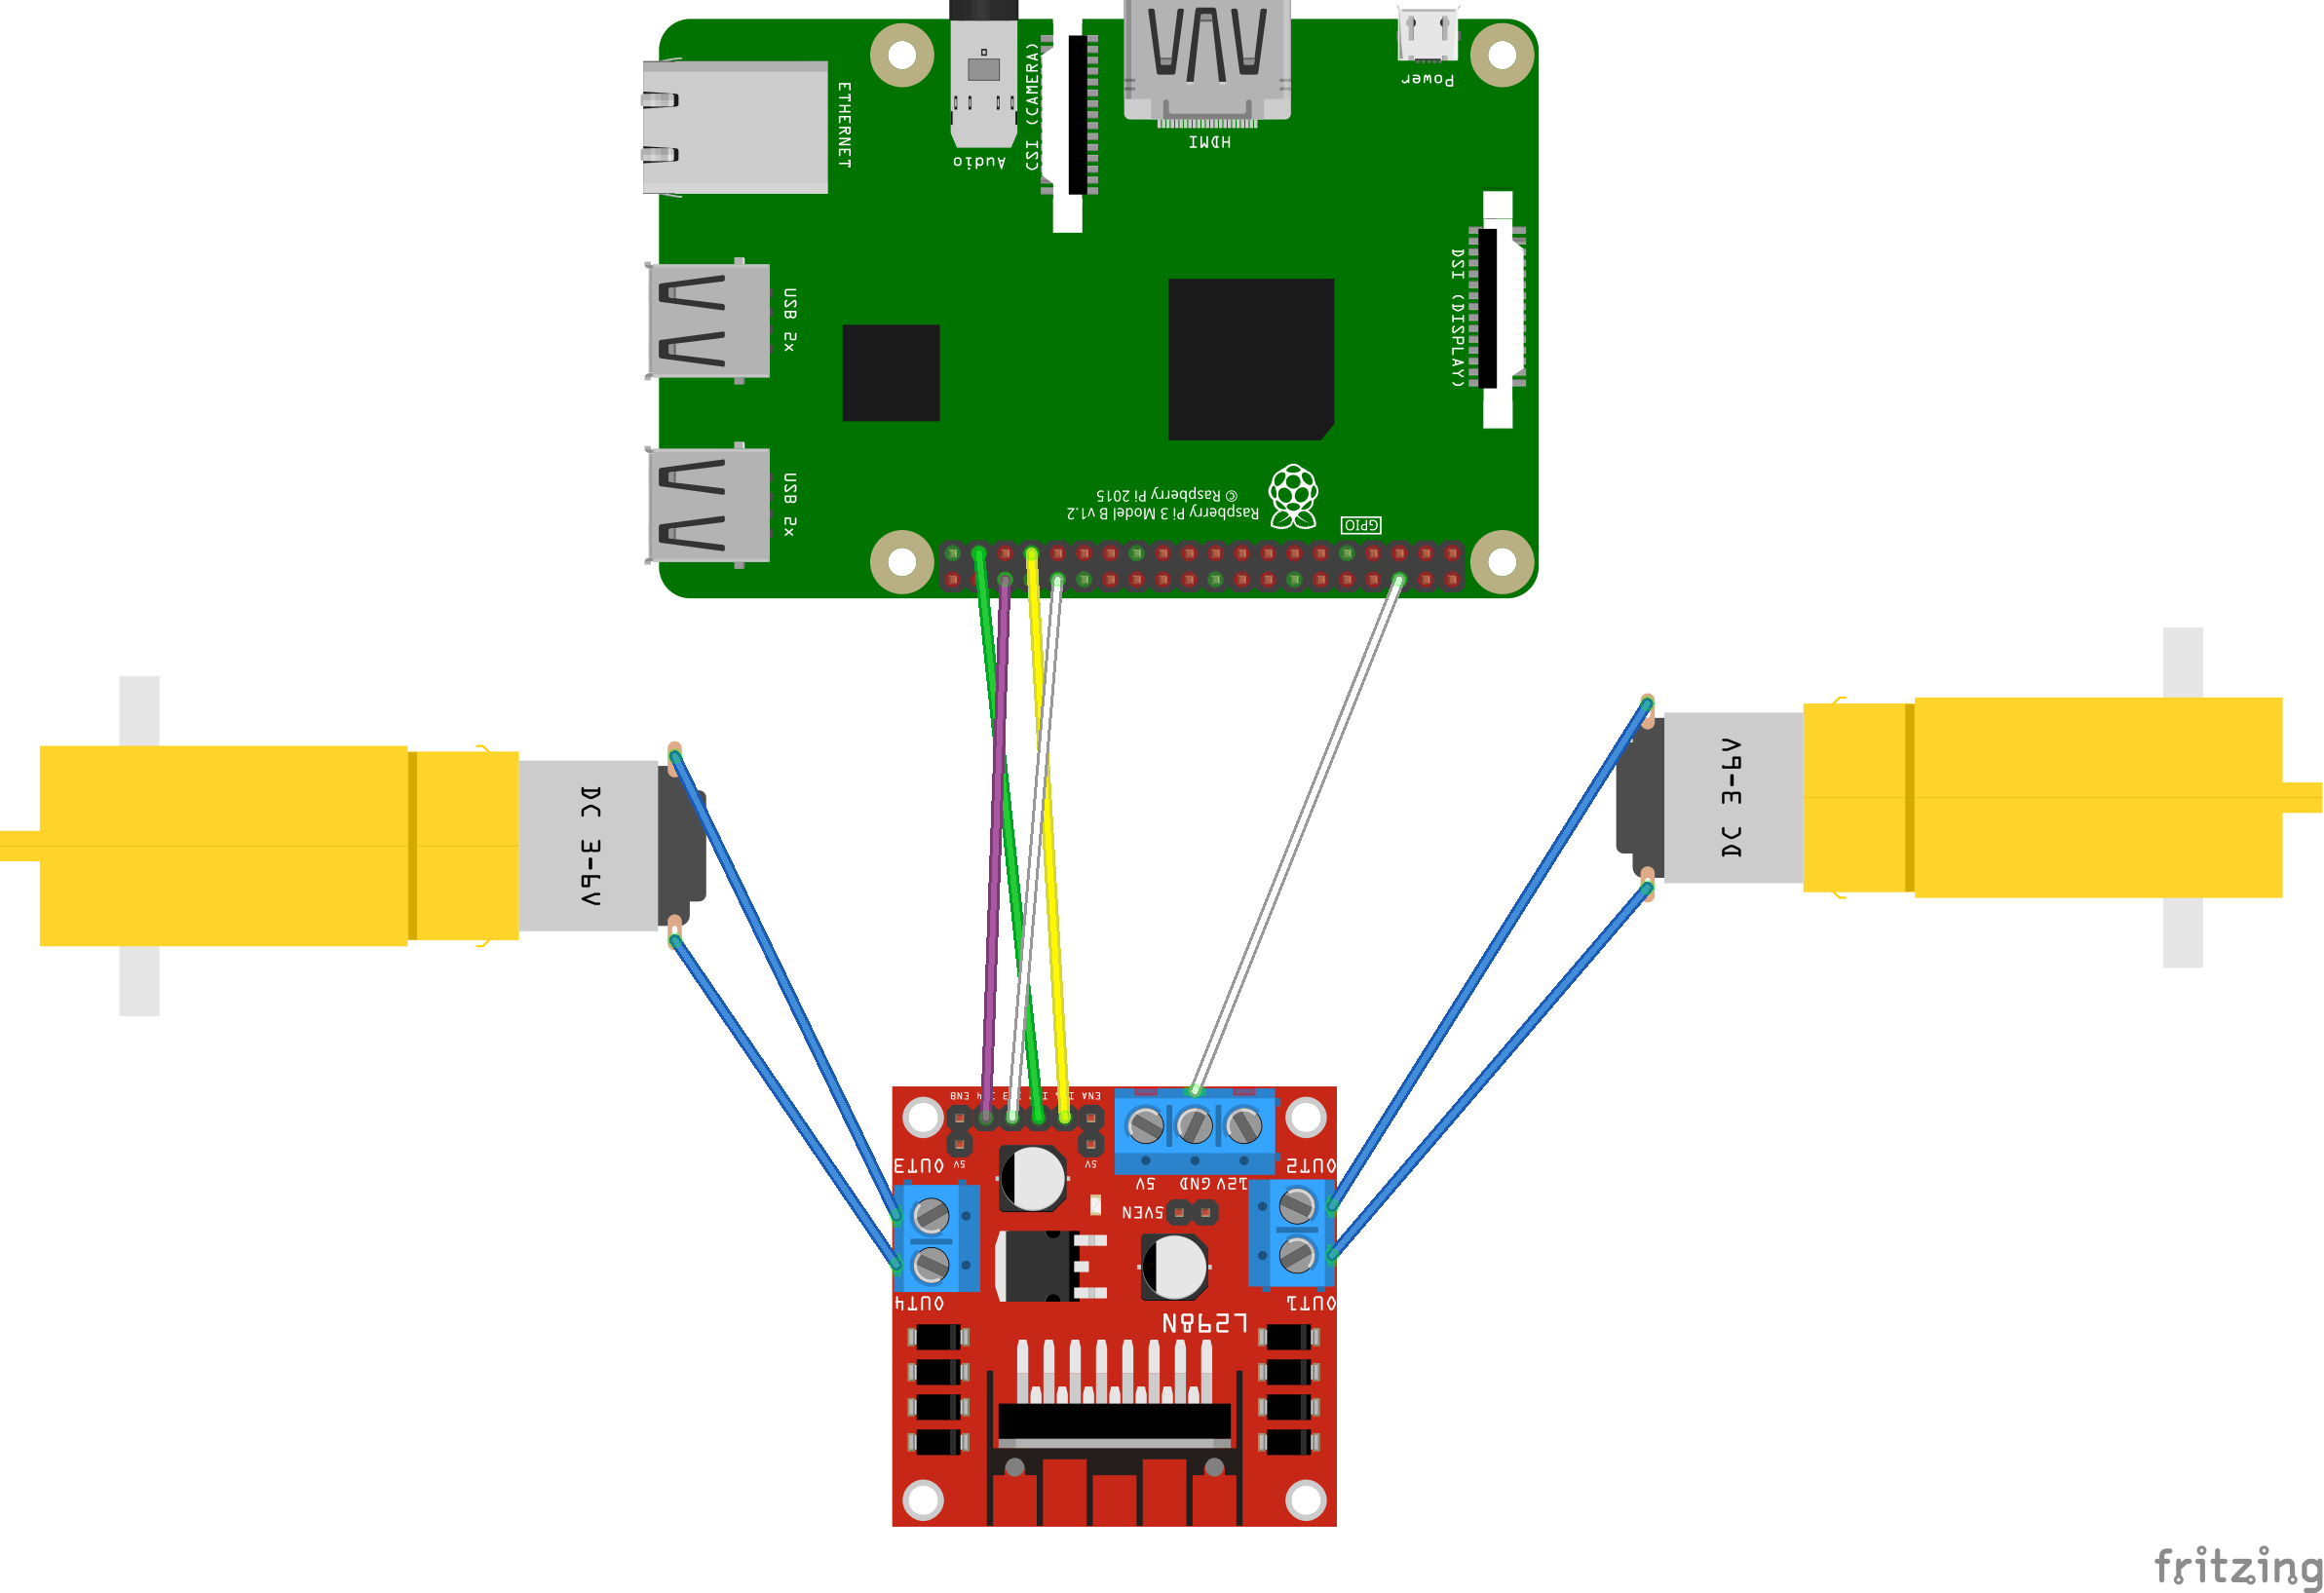 Power
HDMI
Audio
CSI (CAMERA)
ETHERNET
USB 2x
USB 2x
DSI (DISPLAY)
Raspberry Pi 3 Model B v1.2
© Raspberry Pi 2015
GPIO
DC 3-6V
DC 3-6V
ENB
ENA
5V
5V
OUT3
OUT4
5V
GND
12V
5VEN
OUT2
OUT1
L298N
fritzing